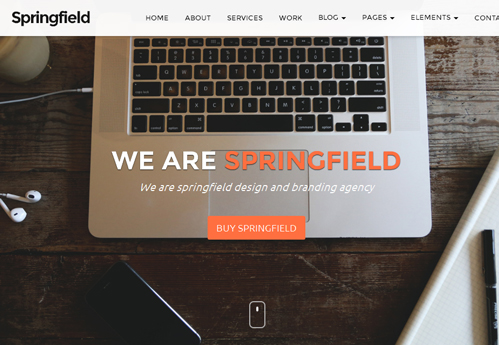 Springfield
HOME ABOUT SERVICES WORK BLOG PAGES ELEMENTS CONTA
WE ARE SPRINGFIELD
We are springfield design and branding agency
BUY SPRINGFIELD